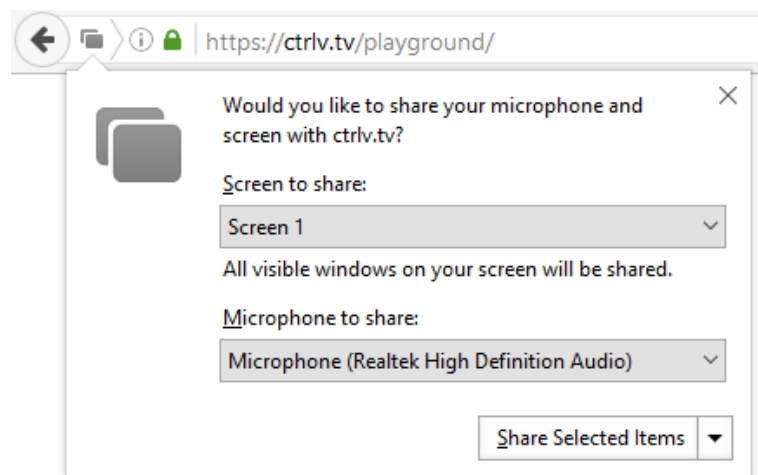 https://ctrlv.tv/playground/
Would you like to share your microphone and
screen with ctrlv.tv?
Screen to share:
Screen 1
All visible windows on your screen will be shared.
Microphone to share:
Microphone (Realtek High Definition Audio)
Share Selected Items